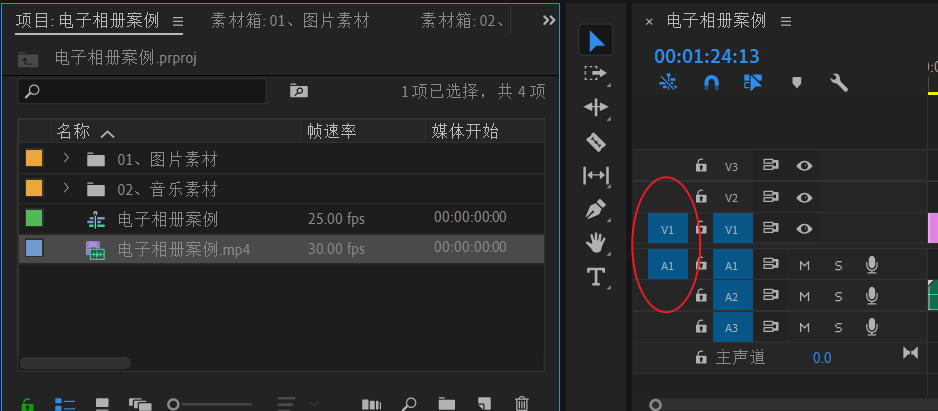 项目: 电子相册案例 ≡ 素材箱: 01、图片素材 素材箱: 02、 »
电子相册案例.prproj
1项已选择，共 4 项
名称 帧速率 媒体开始
01、图片素材
02、音乐素材
电子相册案例 25.00 fps 00:00:00:00
电子相册案例.mp4 30.00 fps 00:00:00:00
× 电子相册案例 ≡
00:01:24:13
V3
V2
V1 V1
A1 A1 M S
A2 M S
A3 M S
主声道 0.0